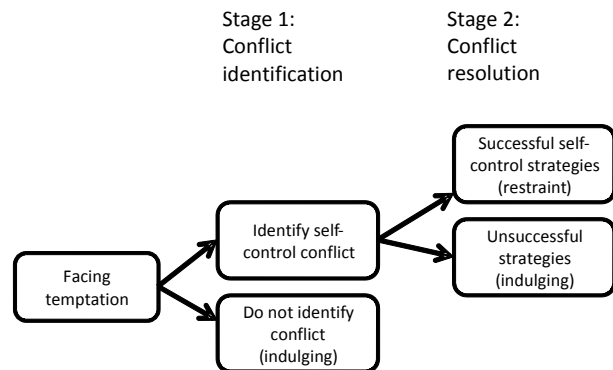 Stage 1:
Conflict
identification
Stage 2:
Conflict
resolution
Successful self-
control strategies
(restraint)
Identify self-
control conflict
Unsuccessful
strategies
(indulging)
Facing
temptation
Do not identify
conflict
(indulging)